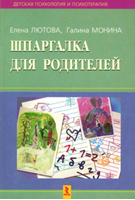 ДЕТСКАЯ ПСИХОЛОГИЯ И ПСИХОТЕРАПИЯ
Елена ЛЮТОВА, Галина МОНИНА
ШПАРГАЛКА
ДЛЯ РОДИТЕЛЕЙ